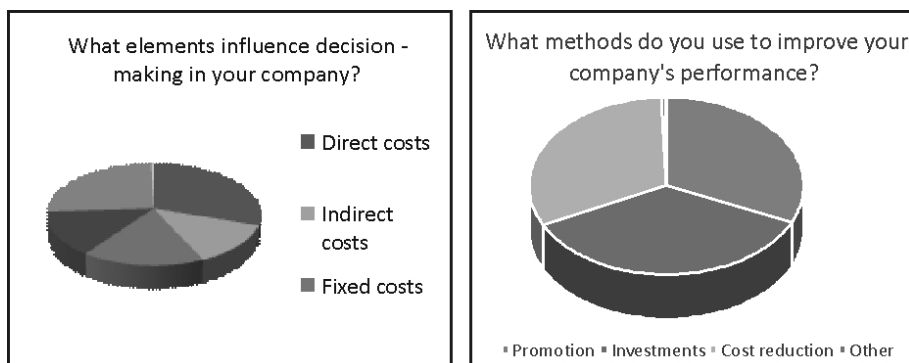 What elements influence decision -
making in your company?
Direct costs
Indirect
costs
Fixed costs
What methods do you use to improve your
company's performance?
Promotion Investments Cost reduction Other